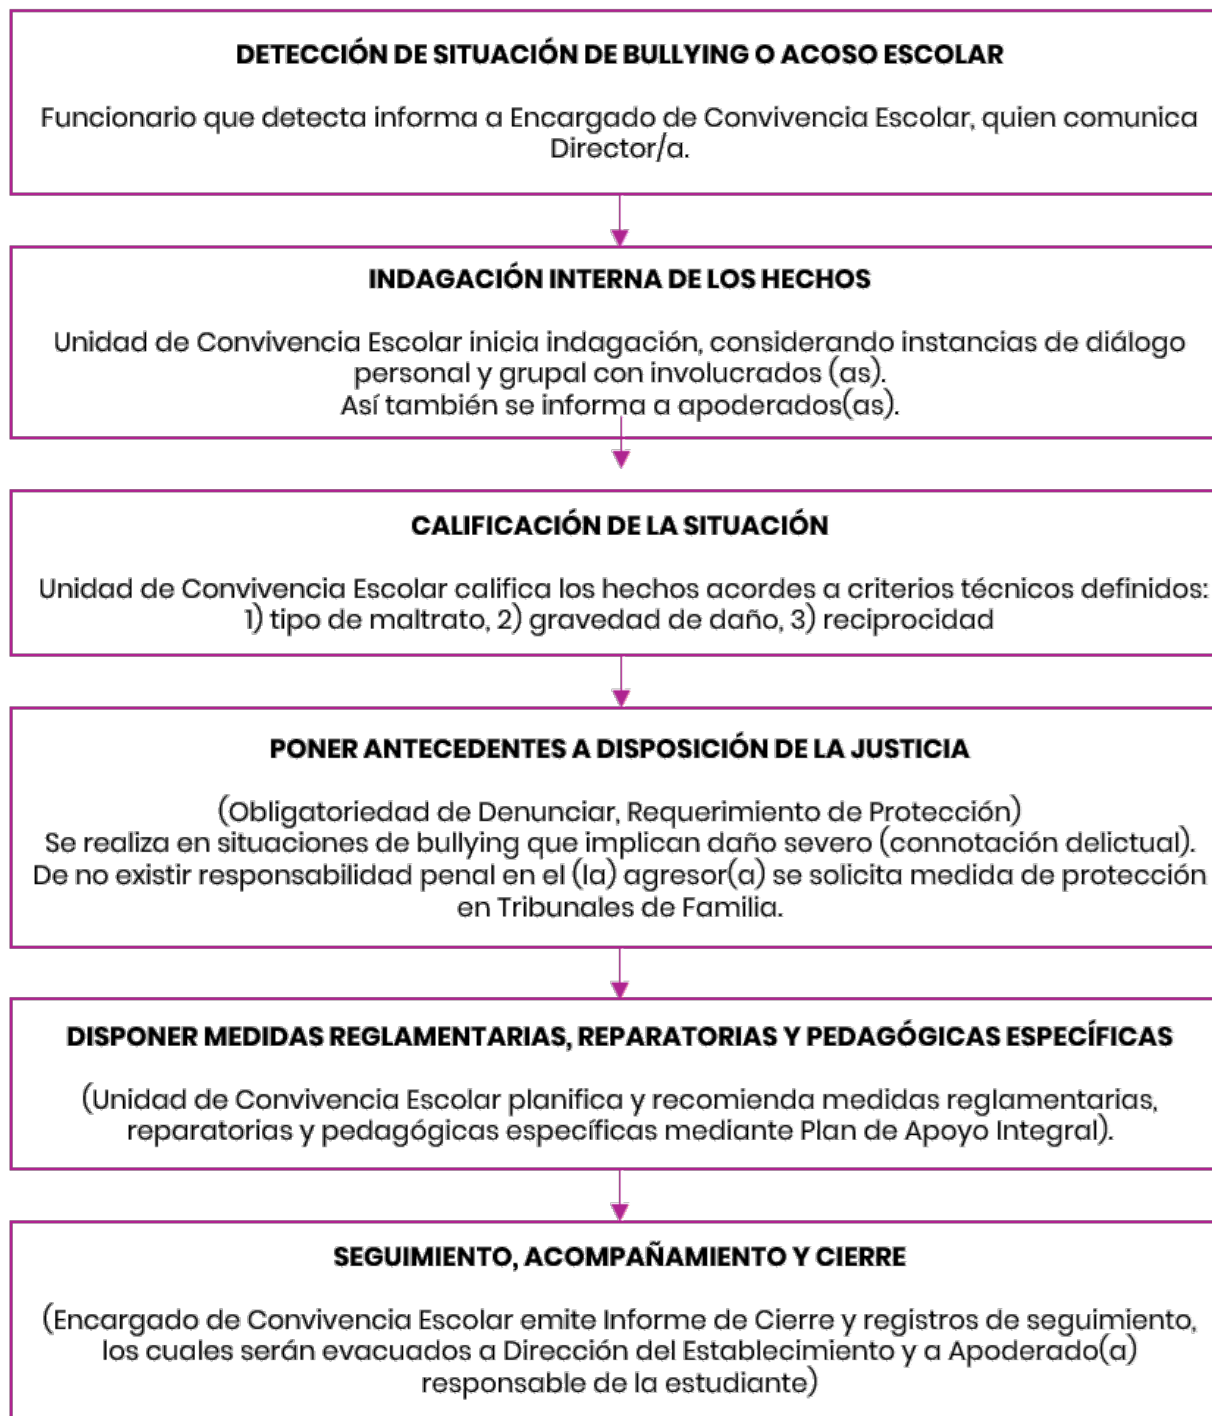 DETECCIÓN DE SITUACIÓN DE BULLYING O ACOSO ESCOLAR
Funcionario que detecta informa a Encargado de Convivencia Escolar, quien comunica
Director/a.
INDAGACIÓN INTERNA DE LOS HECHOS
Unidad de Convivencia Escolar inicia indagación, considerando instancias de diálogo
personal y grupal con involucrados (as).
Así también se informa a apoderados(as).
CALIFICACIÓN DE LA SITUACIÓN
Unidad de Convivencia Escolar califica los hechos acordes a criterios técnicos definidos:
1) tipo de maltrato, 2) gravedad de daño, 3) reciprocidad
PONER ANTECEDENTES A DISPOSICIÓN DE LA JUSTICIA
(Obligatoriedad de Denunciar, Requerimiento de Protección)
Se realiza en situaciones de bullying que implican daño severo (connotación delictual).
De no existir responsabilidad penal en el (la) agresor(a) se solicita medida de protección
en Tribunales de Familia.
DISPONER MEDIDAS REGLAMENTARIAS, REPARATORIAS Y PEDAGÓGICAS ESPECÍFICAS
(Unidad de Convivencia Escolar planifica y recomienda medidas reglamentarias,
reparatorias y pedagógicas específicas mediante Plan de Apoyo Integral).
SEGUIMIENTO, ACOMPAÑAMIENTO Y CIERRE
(Encargado de Convivencia Escolar emite Informe de Cierre y registros de seguimiento,
los cuales serán evacuados a Dirección del Establecimiento y a Apoderado(a)
responsable de la estudiante)